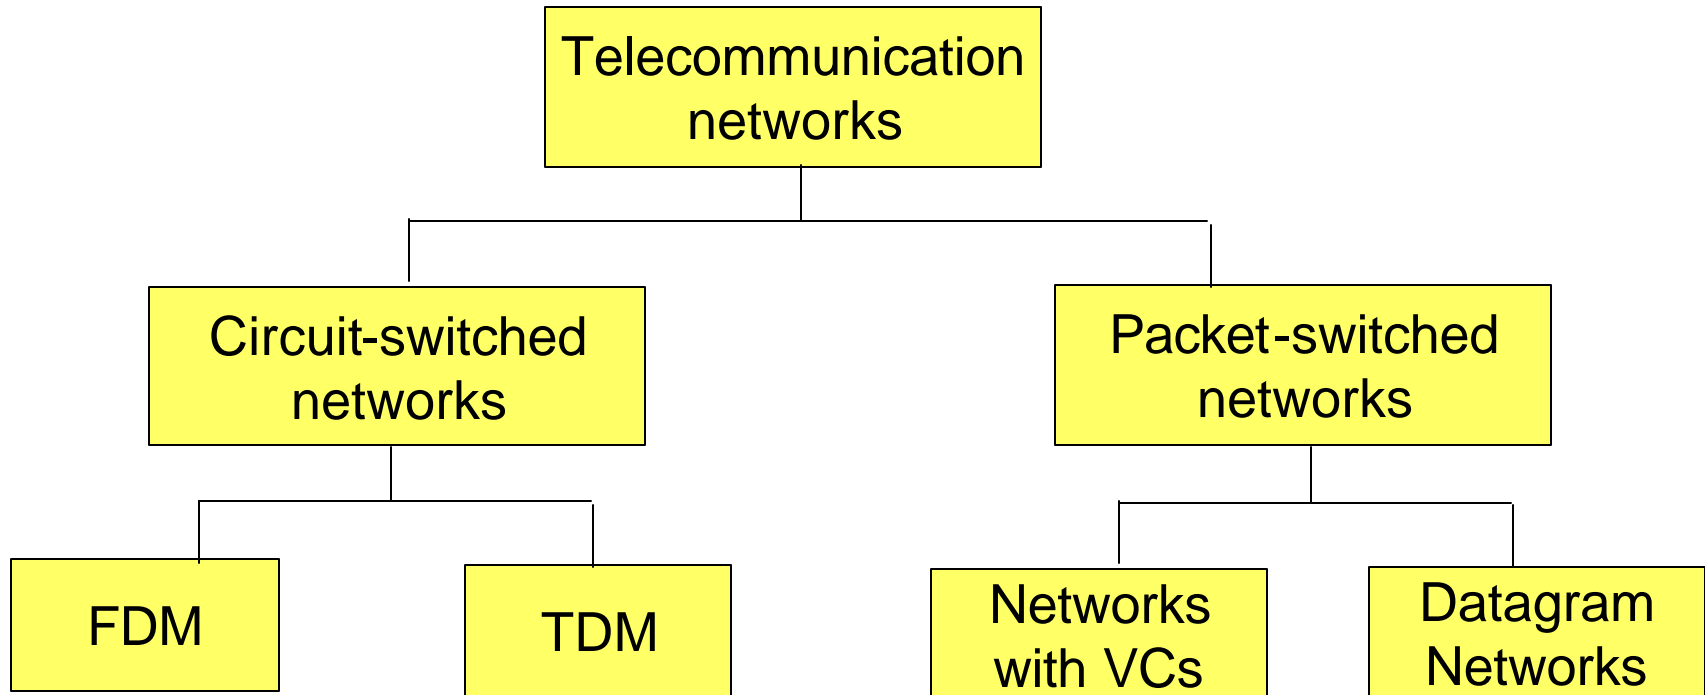 Telecommunication
networks
Circuit-switched
networks
Packet-switched
networks
FDM
TDM
Networks
with VCs
Datagram
Networks